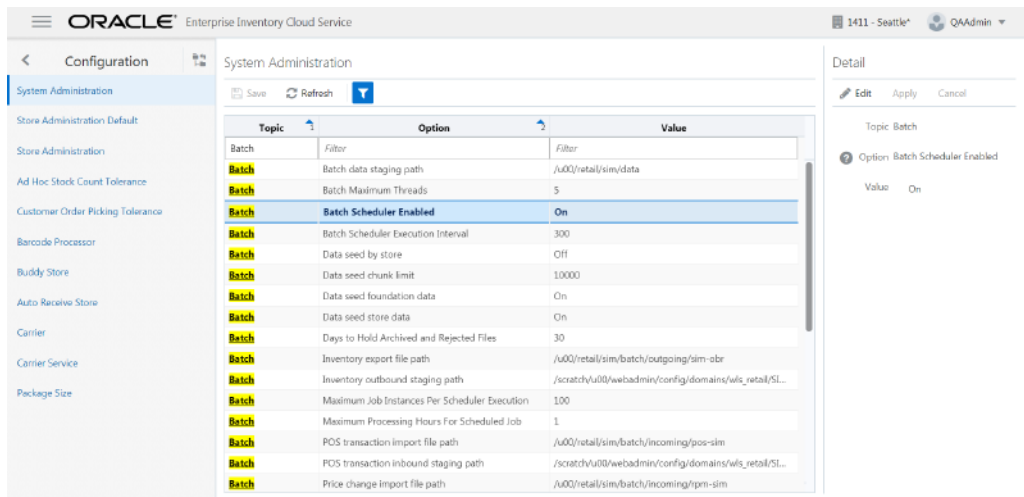 ORACLE® Enterprise Inventory Cloud Service
1411 - Seattle*
QAAdmin
Configuration
System Administration
Store Administration Default
Store Administration
Ad Hoc Stock Count Tolerance
Customer Order Picking Tolerance
Barcode Processor
Buddy Store
Auto Receive Store
Carrier
Carrier Service
Package Size
System Administration
Save Refresh
Topic 1 Option 2 Value
Batch Filter Filter
Batch Batch data staging path /u00/retail/sim/data
Batch Batch Maximum Threads 5
Batch Batch Scheduler Enabled On
Batch Batch Scheduler Execution Interval 300
Batch Data seed by store Off
Batch Data seed chunk limit 10000
Batch Data seed foundation data On
Batch Data seed store data On
Batch Days to Hold Archived and Rejected Files 30
Batch Inventory export file path /u00/retail/sim/batch/outgoing/sim-obr
Batch Inventory outbound staging path /scratch/u00/webadmin/config/domains/wls_retail/SI...
Batch Maximum Job Instances Per Scheduler Execution 100
Batch Maximum Processing Hours For Scheduled Job 1
Batch POS transaction import file path /u00/retail/sim/batch/incoming/pos-sim
Batch POS transaction inbound staging path /scratch/u00/webadmin/config/domains/wls_retail/SI...
Batch Price change import file path /u00/retail/sim/batch/incoming/rpm-sim
Detail
Edit Apply Cancel
Topic Batch
? Option Batch Scheduler Enabled
Value On